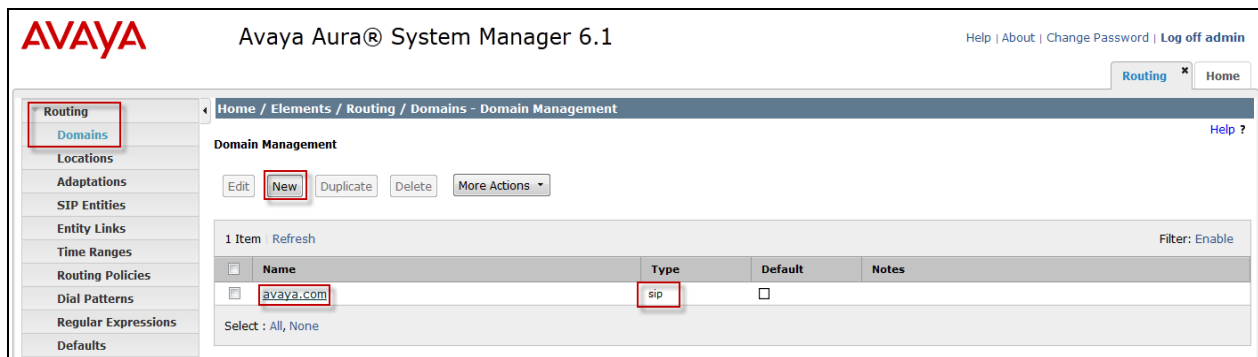 AVAYA
Avaya Aura® System Manager 6.1
Help | About | Change Password | Log off admin
Routing × Home
Routing
Domains
Locations
Adaptations
SIP Entities
Entity Links
Time Ranges
Routing Policies
Dial Patterns
Regular Expressions
Defaults
Home / Elements / Routing / Domains - Domain Management
Help ?
Domain Management
Edit New Duplicate Delete More Actions
1 Item | Refresh Filter: Enable
Name Type Default Notes
avaya.com sip
Select : All, None